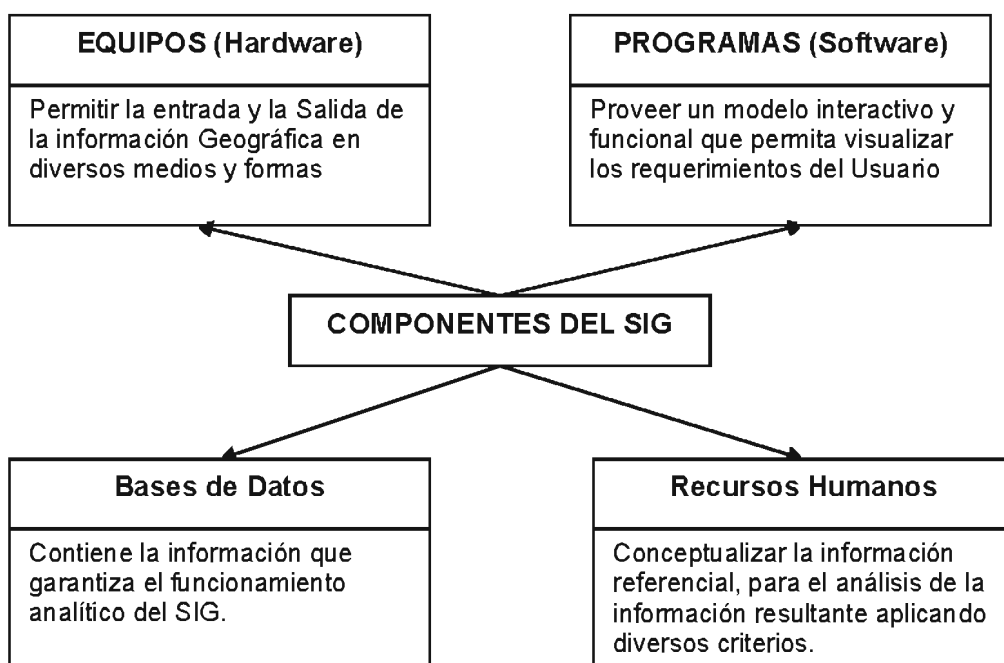 EQUIPOS (Hardware)
Permitir la entrada y la Salida de
la información Geográfica en
diversos medios y formas
PROGRAMAS (Software)
Proveer un modelo interactivo y
funcional que permita visualizar
los requerimientos del Usuario
COMPONENTES DEL SIG
Bases de Datos
Contiene la información que
garantiza el funcionamiento
analítico del SIG.
Recursos Humanos
Conceptualizar la información
referencial, para el análisis de la
información resultante aplicando
diversos criterios.